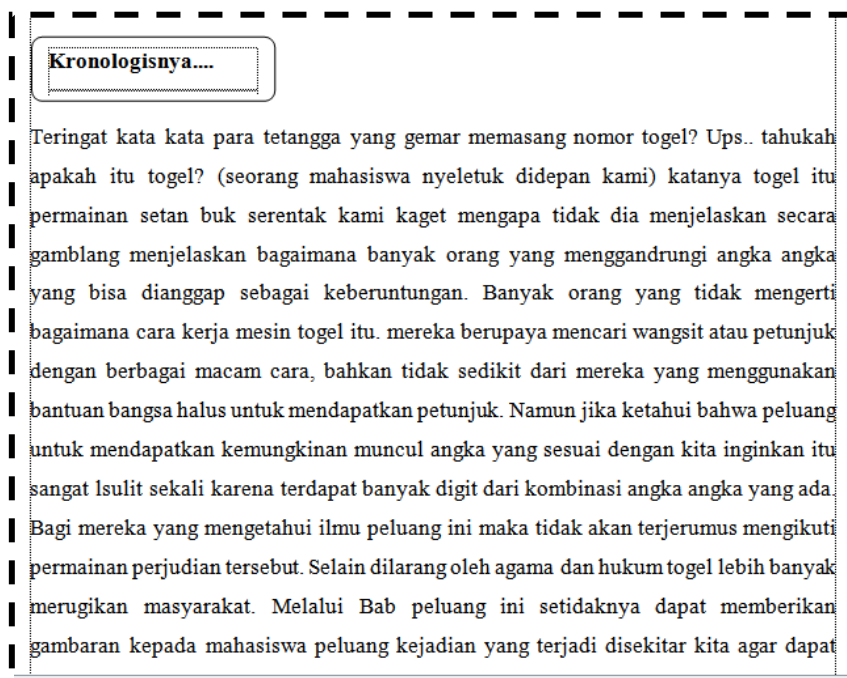 Kronologisnya....
Teringat kata kata para tetangga yang gemar memasang nomor togel? Ups.. tahukah
apakah itu togel? (seorang mahasiswa nyeletuk didepan kami) katanya togel itu
permainan setan buk serentak kami kaget mengapa tidak dia menjelaskan secara
gamblang menjelaskan bagaimana banyak orang yang menggandrungi angka angka
yang bisa dianggap sebagai keberuntungan. Banyak orang yang tidak mengerti
bagaimana cara kerja mesin togel itu. mereka berupaya mencari wangsit atau petunjuk
dengan berbagai macam cara, bahkan tidak sedikit dari mereka yang menggunakan
bantuan bangsa halus untuk mendapatkan petunjuk. Namun jika ketahui bahwa peluang
untuk mendapatkan kemungkinan muncul angka yang sesuai dengan kita inginkan itu
sangat lsulit sekali karena terdapat banyak digit dari kombinasi angka angka yang ada.
Bagi mereka yang mengetahui ilmu peluang ini maka tidak akan terjerumus mengikuti
permainan perjudian tersebut. Selain dilarang oleh agama dan hukum togel lebih banyak
merugikan masyarakat. Melalui Bab peluang ini setidaknya dapat memberikan
gambaran kepada mahasiswa peluang kejadian yang terjadi disekitar kita agar dapat